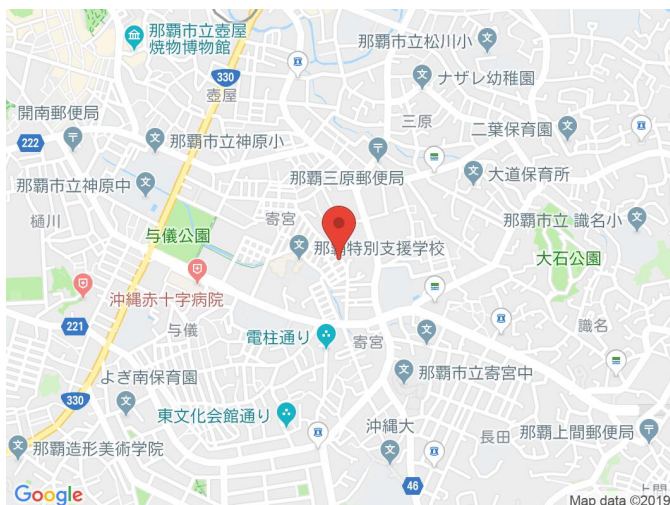 那覇市立壺屋
焼物博物館
330
那覇市立松川小
ナザレ幼稚園
壺屋
開南郵便局
三原
二葉保育園
222
那覇市立神原小
那覇三原郵便局
大道保育所
那覇市立神原中
樋川
寄宮
那覇市立 識名小
与儀公園
那覇特別支援学校
大石公園
沖縄赤十字病院
221
与儀
電柱通り
寄宮
識名
よぎ南保育園
那覇市立寄宮中
330
東文化会館通り
沖縄大
長田
那覇上間郵便局
那覇造形美術学院
46
上間
Google
Map data ©2019